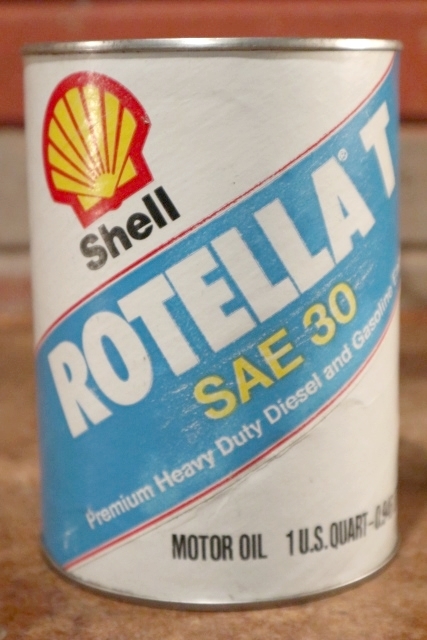 Shell
ROTELLA® T
SAE 30
Premium Heavy Duty Diesel and Gasoline
MOTOR OIL 1 U.S. QUART